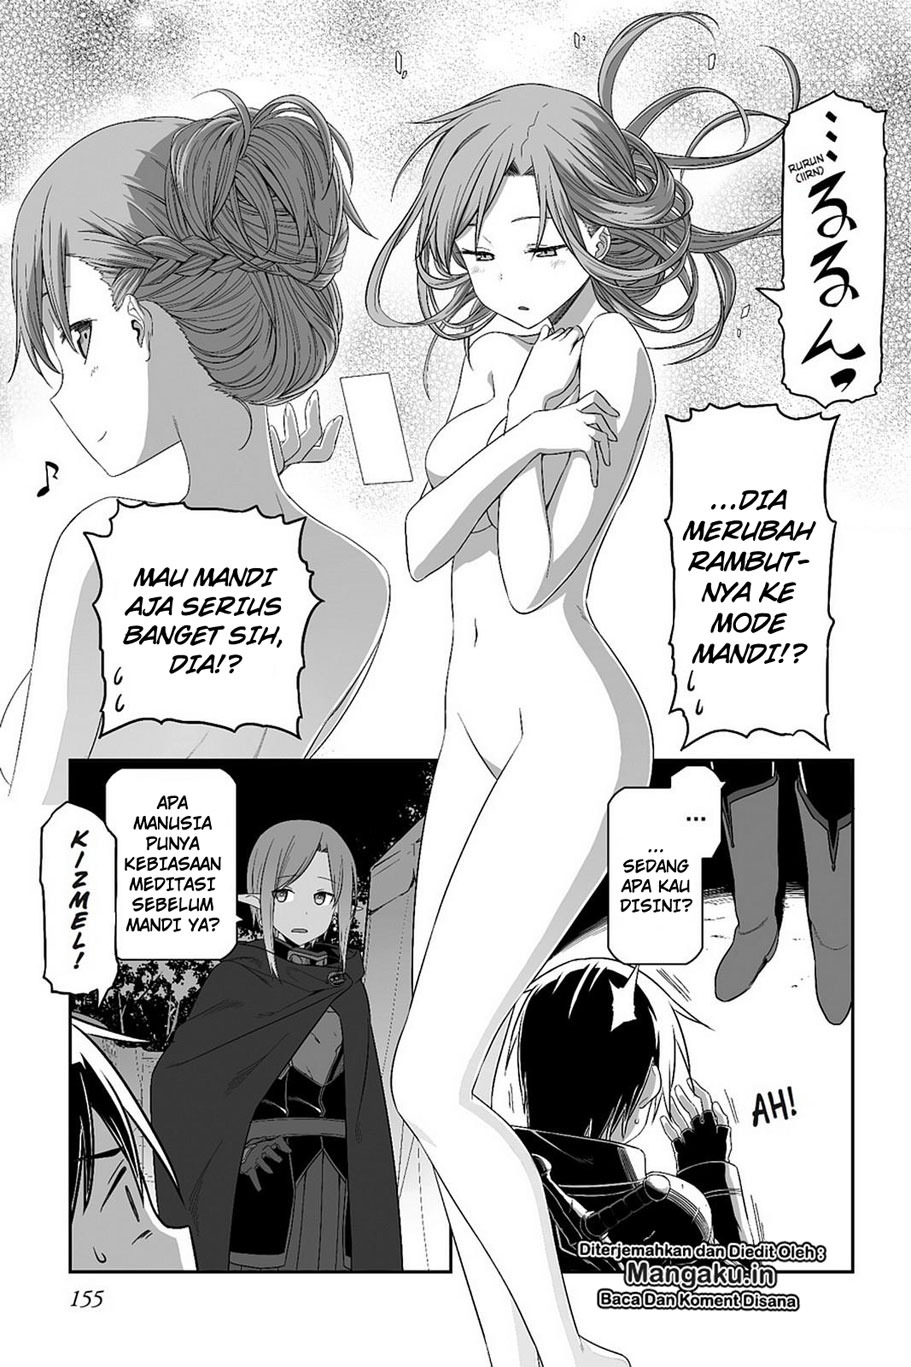 ...るるんっ
RURUN
(IIRN)
...DIA
MERUBAH
RAMBUT-
NYA KE
MODE
MANDI!?
MAU MANDI
AJA SERIUS
BANGET SIH,
DIA!?
...
...
SEDANG
APA KAU
DISINI?
AH!
APA
MANUSIA
PUNYA
KEBIASAAN
MEDITASI
SEBELUM
MANDI YA?
KIZMEL!
Diterjemahkan dan Diedit Oleh :
Mangaku.in
Baca Dan Koment Disana
155